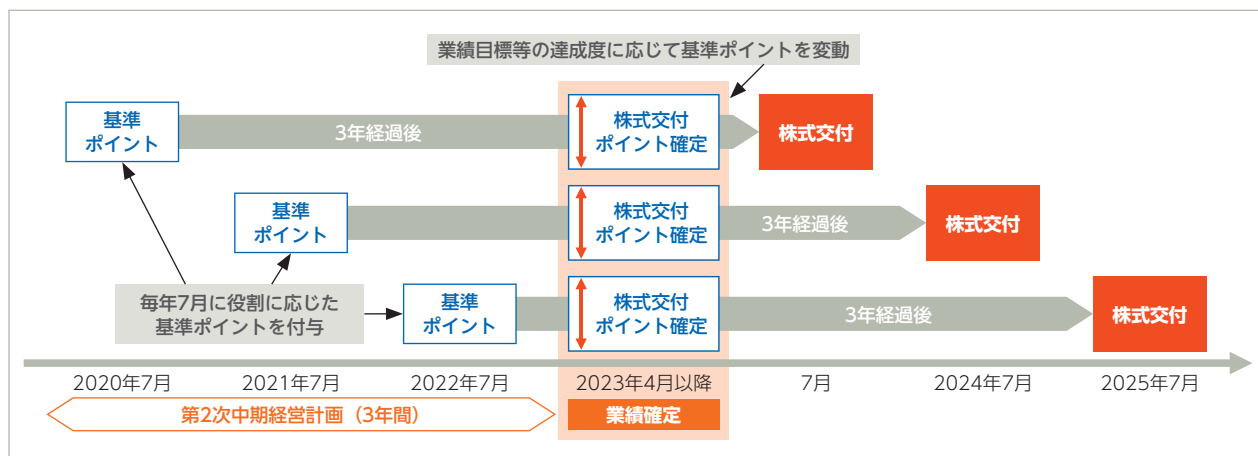 業績目標等の達成度に応じて基準ポイントを変動
基準
ポイント
3年経過後
株式交付
ポイント確定
株式交付
基準
ポイント
株式交付
ポイント確定
3年経過後
株式交付
毎年7月に役割に応じた
基準ポイントを付与
基準
ポイント
株式交付
ポイント確定
3年経過後
株式交付
2020年7月
2021年7月
2022年7月
2023年4月以降
7月
2024年7月
2025年7月
第2次中期経営計画（3年間）
業績確定